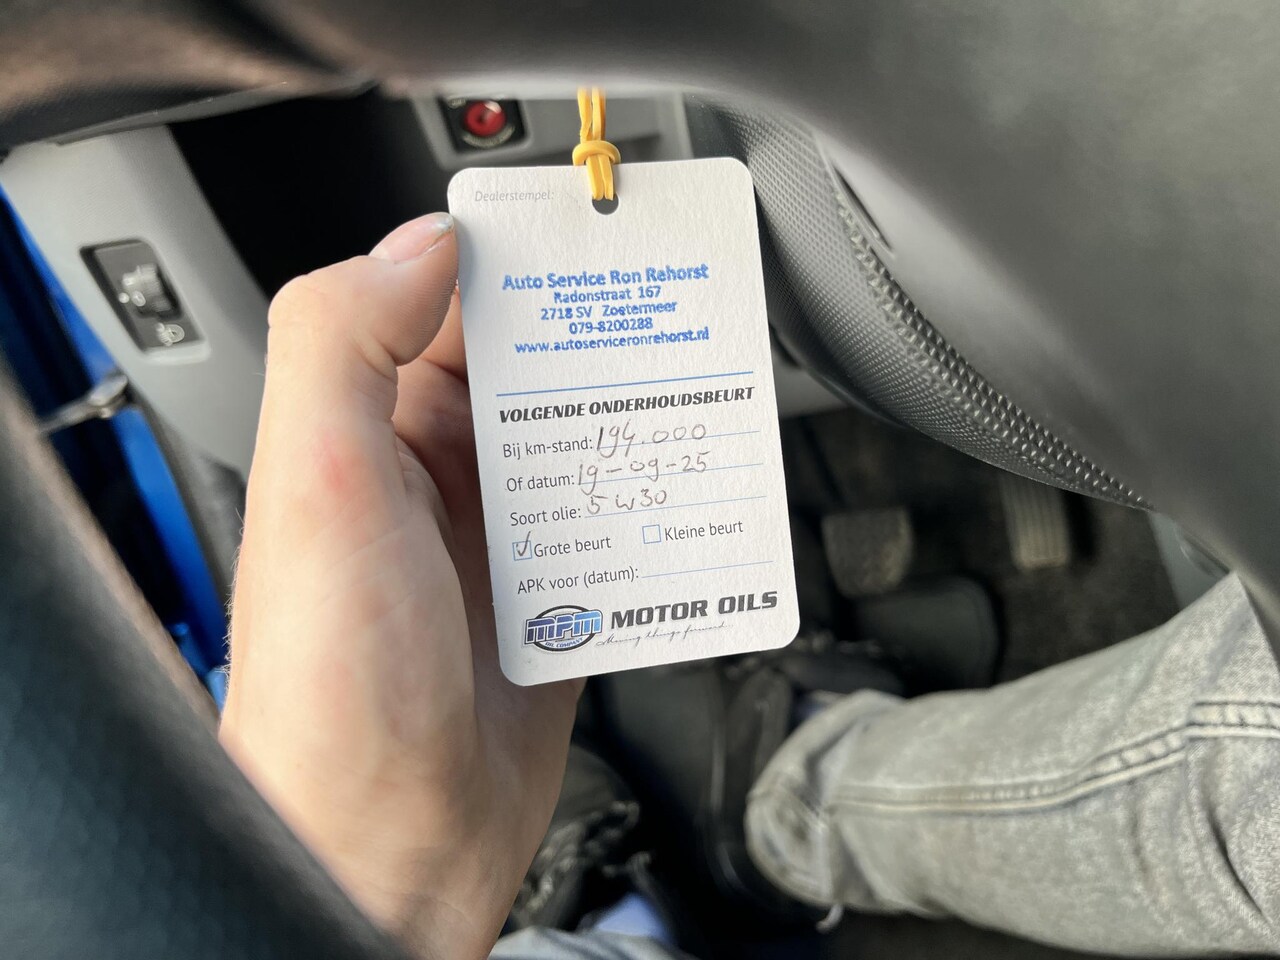 Dealerstempel:
Auto Service Ron Rehorst
Radonstraat 167
2718 SV Zoetermeer
079-8200288
www.autoserviceronrehorst.nl
VOLGENDE ONDERHOUDSBEURT
Bij km-stand: 194.000
Of datum: 19-09-25
Soort olie: 5w30
Grote beurt Kleine beurt
APK voor (datum):
mpm MOTOR OILS
OIL COMPANY Moving things forward